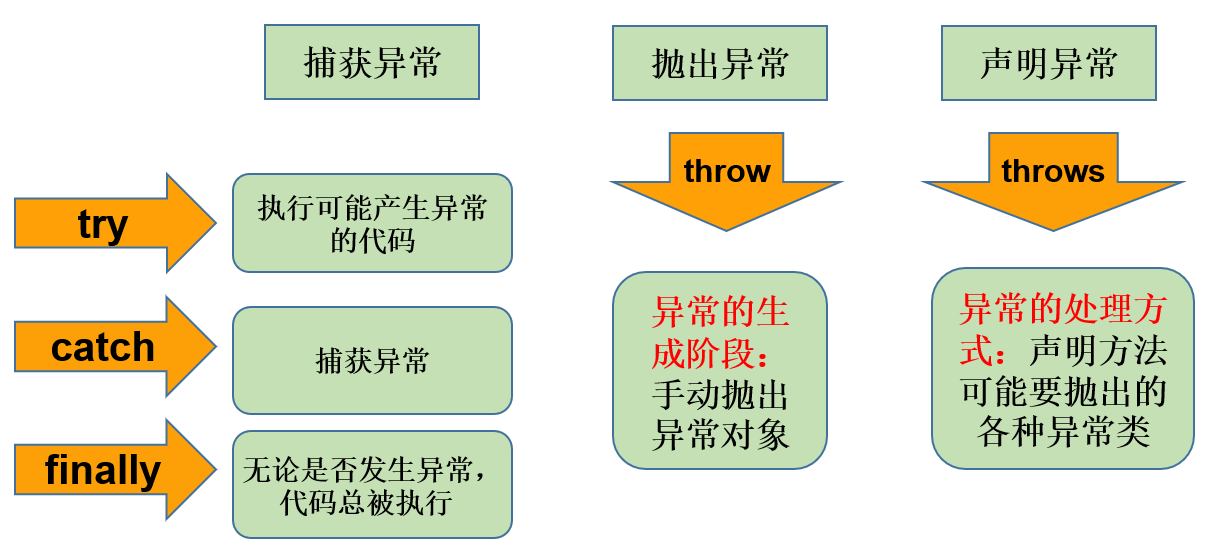 捕获异常
抛出异常
声明异常
try
执行可能产生异常
的代码
catch
捕获异常
finally
无论是否发生异常，
代码总被执行
throw
异常的生
成阶段：
手动抛出
异常对象
throws
异常的处理方
式：声明方法
可能要抛出的
各种异常类